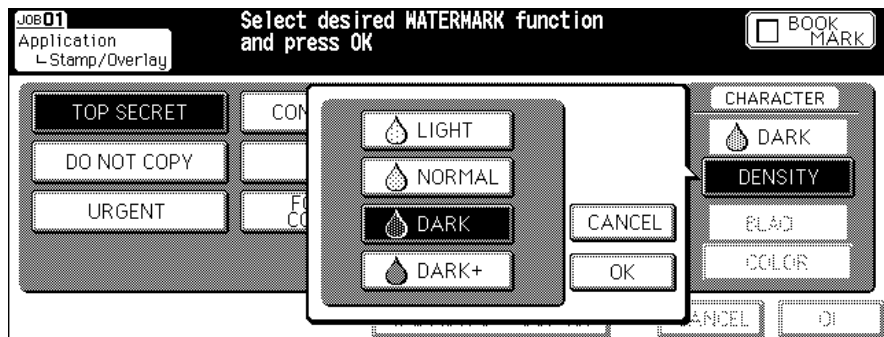 JOB01
Application
Stamp/Overlay
Select desired WATERMARK function
and press OK
BOOK
MARK
TOP SECRET
DO NOT COPY
URGENT
CON
LIGHT
NORMAL
DARK
DARK+
CANCEL
OK
CHARACTER
DARK
DENSITY
COLOR